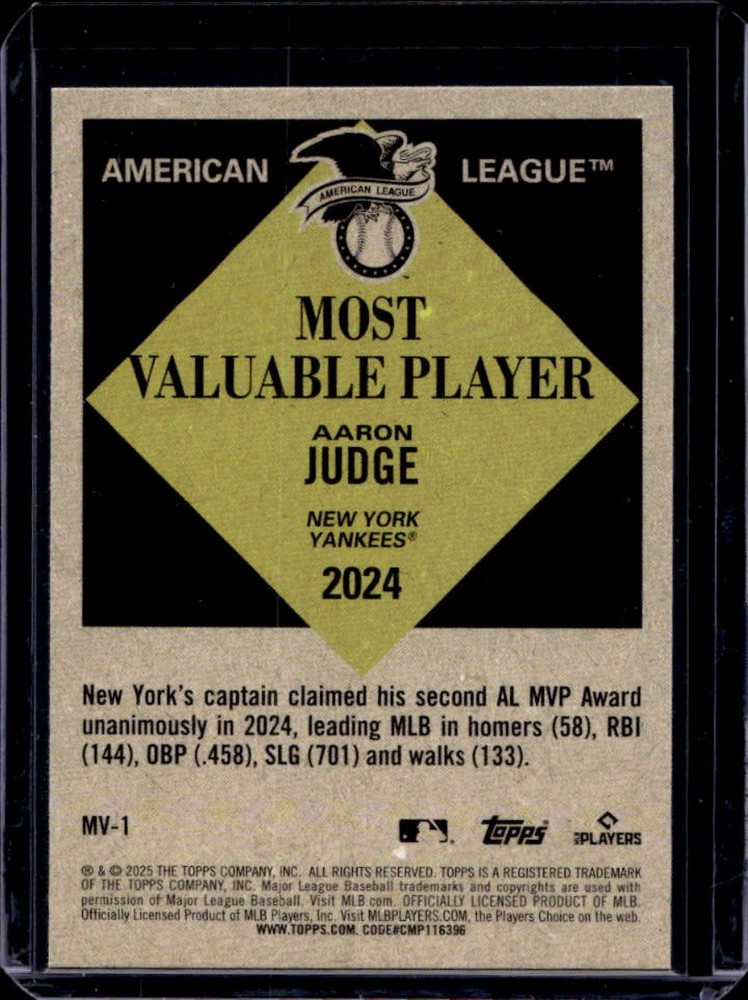 AMERICAN LEAGUE™
AMERICAN LEAGUE
MOST
VALUABLE PLAYER
AARON
JUDGE
NEW YORK
YANKEES®
2024
New York's captain claimed his second AL MVP Award
unanimously in 2024, leading MLB in homers (58), RBI
(144), OBP (.458), SLG (701) and walks (133).
MV-1
Topps
MLB PLAYERS
® & © 2025 THE TOPPS COMPANY, INC. ALL RIGHTS RESERVED. TOPPS IS A REGISTERED TRADEMARK
OF THE TOPPS COMPANY, INC. Major League Baseball trademarks and copyrights are used with
permission of Major League Baseball. Visit MLB.com. OFFICIALLY LICENSED PRODUCT OF MLB.
Officially Licensed Product of MLB Players, Inc. Visit MLBPLAYERS.COM, the Players Choice on the web.
WWW.TOPPS.COM. CODE#CMP116396